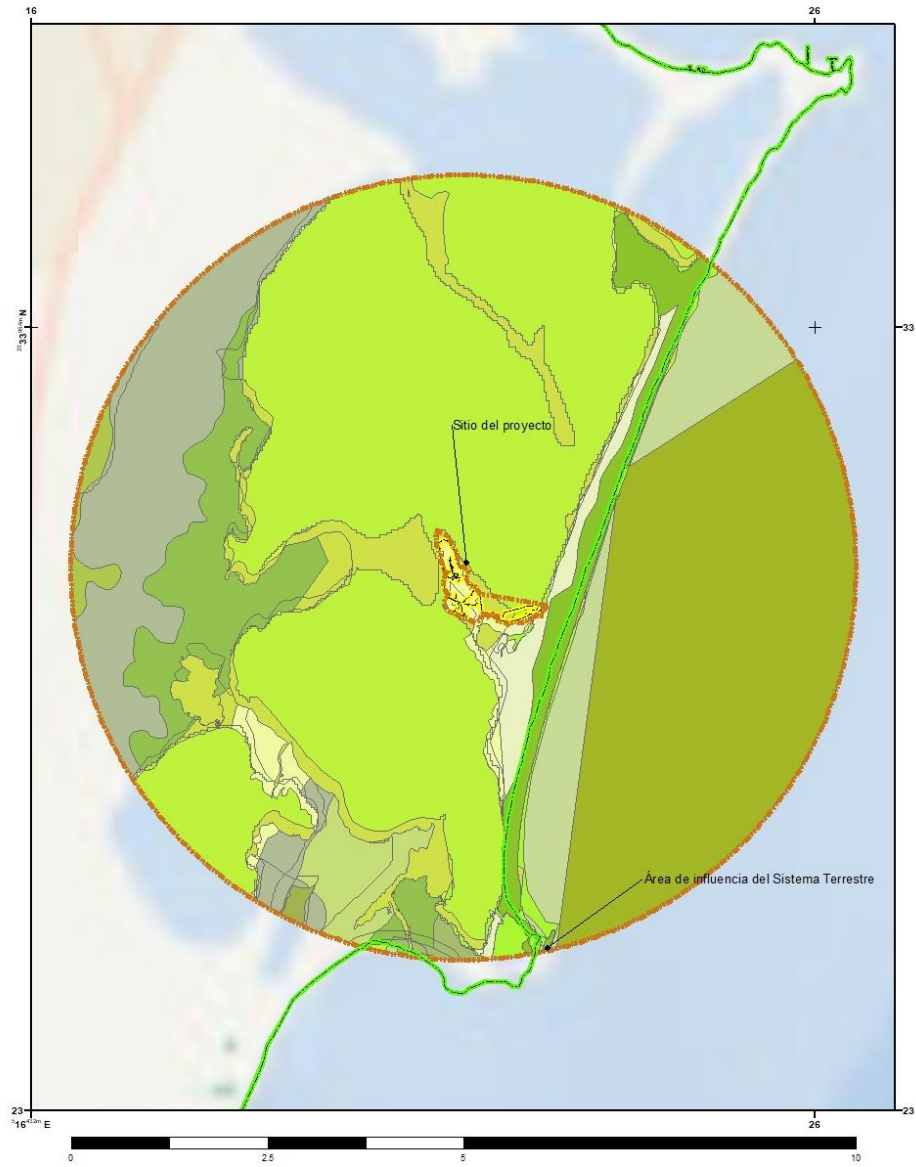 16 26
33 33
Sitio del proyecto
Área de influencia del Sistema Terrestre
23 23
E 26
0 2.5 5 10